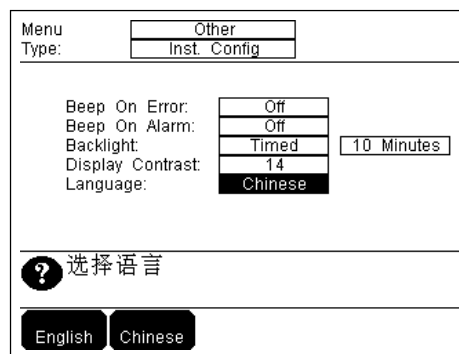 Menu Other
Type: Inst. Config
Beep On Error: Off
Beep On Alarm: Off
Backlight: Timed 10 Minutes
Display Contrast: 14
Language: Chinese
? 选择语言
English Chinese